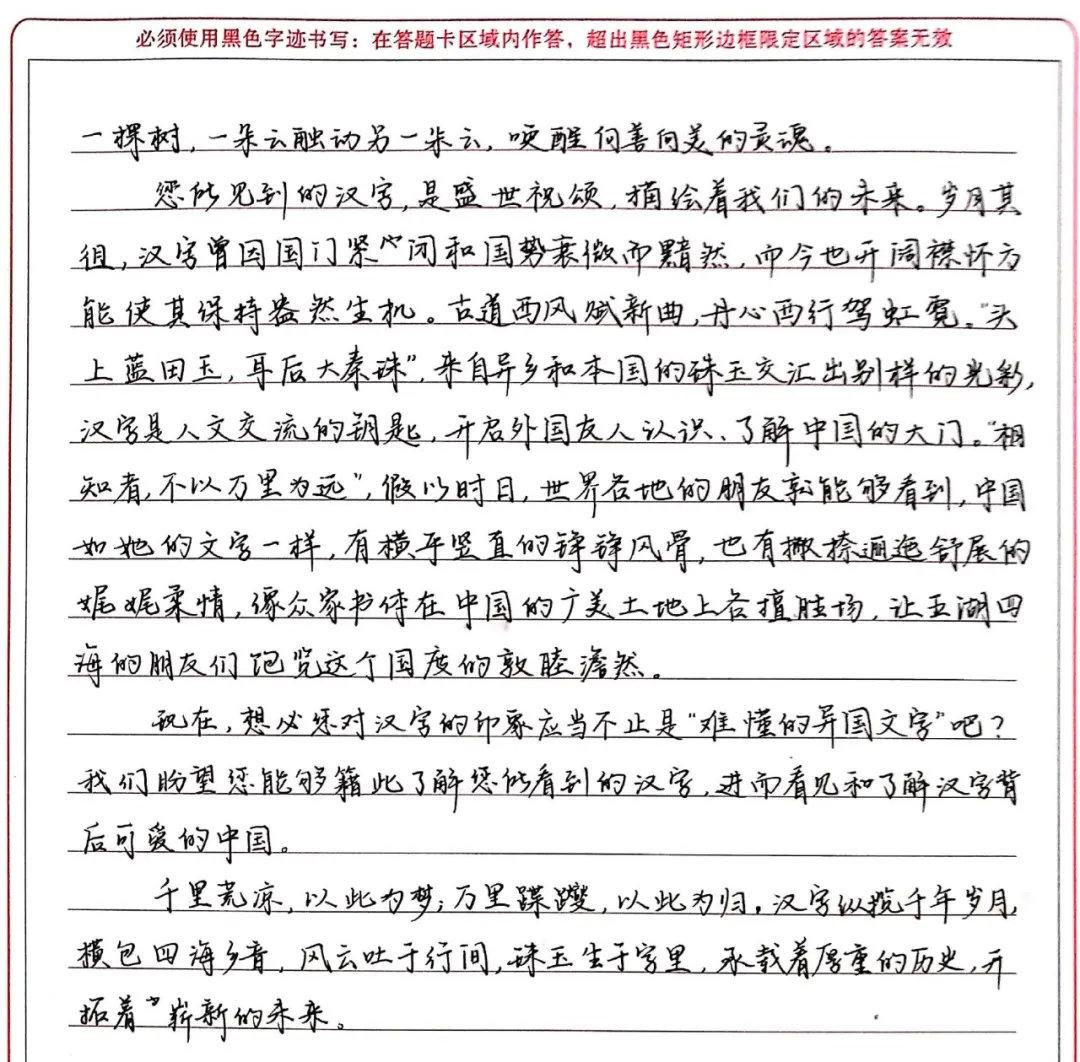 必须使用黑色字迹书写：在答题卡区域内作答，超出黑色矩形边框限定区域的答案无效
一棵树，一朵云触动另一朵云，唤醒向善向美的灵魂。
您所见到的汉字，是盛世祝颂，描绘着我们的未来。岁月其
徂，汉字曾因国门紧闭和国势衰微而黯然，而今也开阔襟怀方
能使其保持盎然生机。古道西风赋新曲，丹心西行驾虹霓。“头
上蓝田玉，耳后大秦珠”，来自异乡和本国的珠玉交汇出别样的光彩，
汉字是人文交流的钥匙，开启外国友人认识、了解中国的大门。“相
知者，不以万里为远”，假以时日，世界各地的朋友就能够看到，中国
如她的文字一样，有横平竖直的铮铮风骨，也有撇捺逦迤舒展的
娓娓柔情，像众家书体在中国的广美土地上各擅胜场，让五湖四
海的朋友们饱览这个国度的敦睦澹然。
现在，想必您对汉字的印象应当不止是“难懂的异国文字”吧？
我们盼望您能够籍此了解您所看到的汉字，进而看见和了解汉字背
后可爱的中国。
千里荒凉，以此为梦；万里蹀躞，以此为归。汉字纵揽千年岁月，
横包四海乡音，风云吐于行间，珠玉生于字里，承载着厚重的历史，开
拓着崭新的未来。